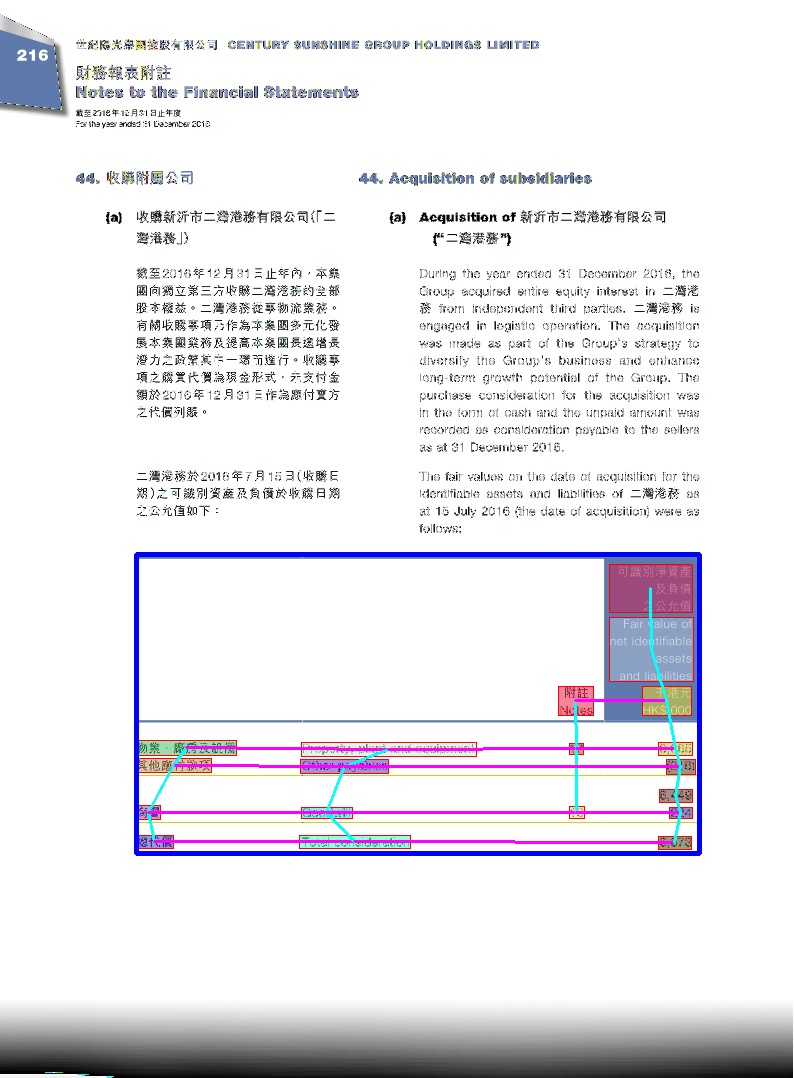 216
世紀陽光集團控股有限公司 CENTURY SUNSHINE GROUP HOLDINGS LIMITED
財務報表附註
Notes to the Financial Statements
截至2016年12月31日止年度
For the year ended 31 December 2016
44. 收購附屬公司
(a) 收購新沂市二灣港務有限公司(「二
灣港務」)
截至2016年12月31日止年內，本集
團向獨立第三方收購二灣港務的全部
股本權益。二灣港務從事物流業務。
有關收購事項乃作為本集團多元化發
展本集團業務及提高本集團長遠增長
潛力之政策其中一環而進行。收購事
項之購買代價為現金形式，未支付金
額於2016年12月31日作為應付賣方
之代價列賬。
二灣港務於2016年7月15日(收購日
期)之可識別資產及負債於收購日期
之公允值如下：
44. Acquisition of subsidiaries
(a) Acquisition of 新沂市二灣港務有限公司
(“二灣港務”)
During the year ended 31 December 2016, the
Group acquired entire equity interest in 二灣港
務 from independent third parties. 二灣港務 is
engaged in logistic operation. The acquisition
was made as part of the Group's strategy to
diversify the Group's business and enhance
long-term growth potential of the Group. The
purchase consideration for the acquisition was
in the form of cash and the unpaid amount was
recorded as consideration payable to the sellers
as at 31 December 2016.
The fair values on the date of acquisition for the
identifiable assets and liabilities of 二灣港務 as
at 15 July 2016 (the date of acquisition) were as
follows:
可識別淨資產
及負債
之公允值
Fair value of
net identifiable
assets
and liabilities
附註 千港元
Notes HK$'000
物業、廠房及設備 Property, plant and equipment
其他應付款項 Other payables
6,449
商譽 Goodwill 224
總代價 Total consideration 6,673